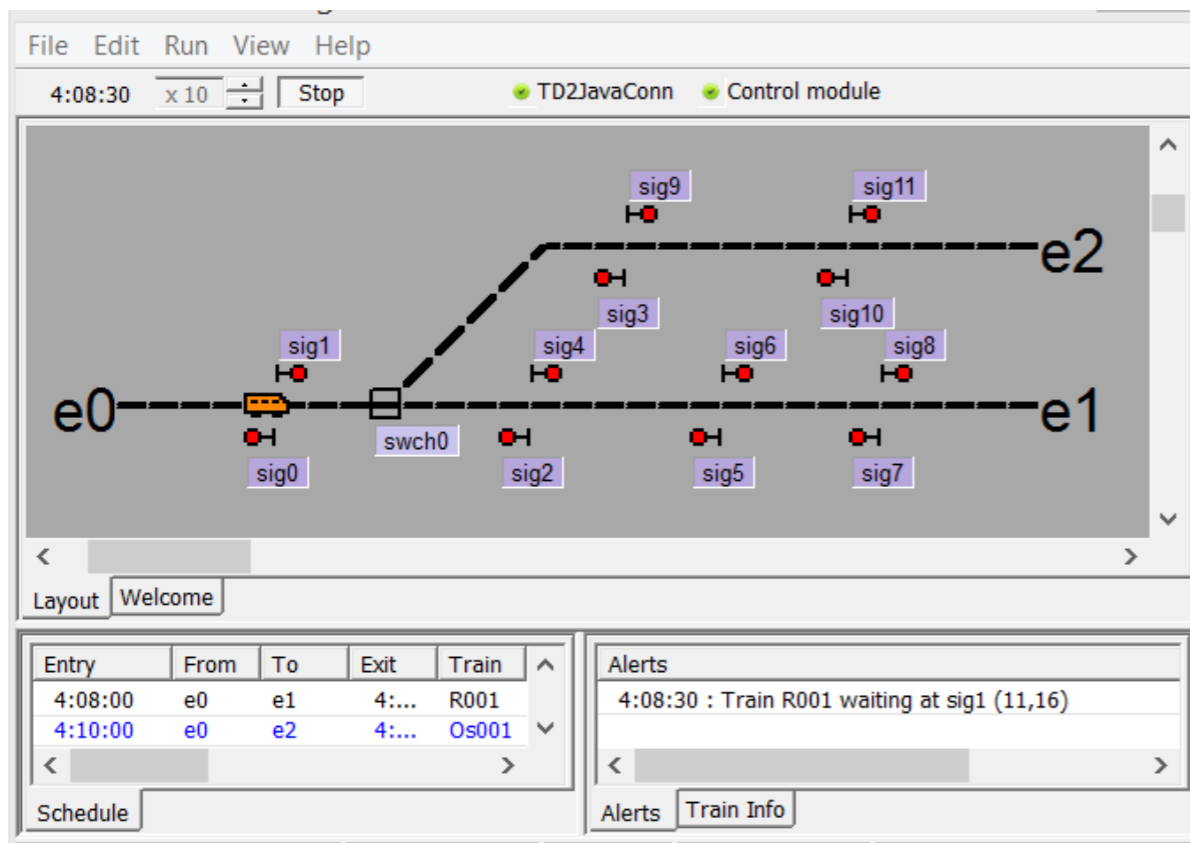 File Edit Run View Help
4:08:30 x 10 Stop TD2JavaConn Control module
sig9 sig11
e2
sig3 sig10
sig1 sig4 sig6 sig8
e0 e1
swch0
sig0 sig2 sig5 sig7
Layout Welcome
Entry From To Exit Train
4:08:00 e0 e1 4:... R001
4:10:00 e0 e2 4:... Os001
Schedule
Alerts
4:08:30 : Train R001 waiting at sig1 (11,16)
Alerts Train Info